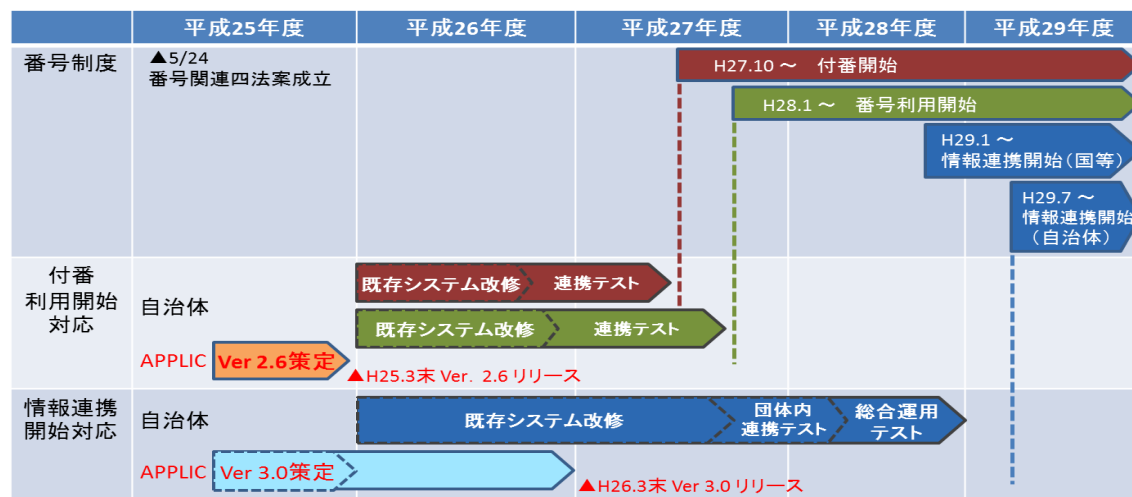 平成25年度 平成26年度 平成27年度 平成28年度 平成29年度
番号制度
▲5/24
番号関連四法案成立
H27.10～ 付番開始
H28.1～ 番号利用開始
H29.1～
情報連携開始(国等)
H29.7～
情報連携開始
(自治体)
付番
利用開始
対応
自治体
既存システム改修 連携テスト
既存システム改修 連携テスト
APPLIC Ver 2.6策定
▲H25.3末 Ver. 2.6リリース
情報連携
開始対応
自治体
既存システム改修
団体内
連携テスト
総合運用
テスト
APPLIC Ver 3.0策定
▲H26.3末 Ver 3.0 リリース